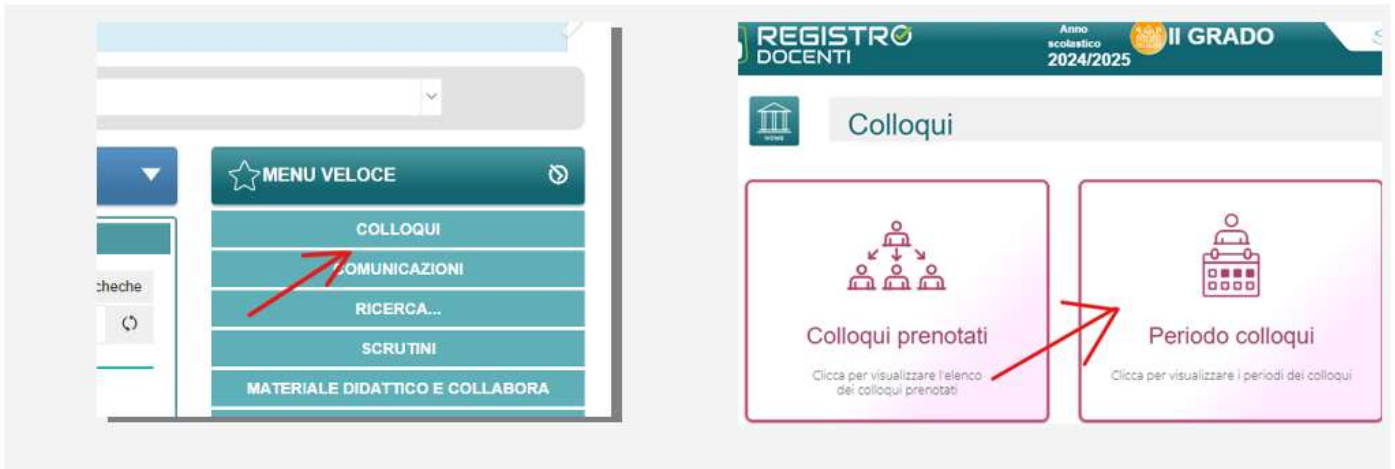 MENU VELOCE
COLLOQUI
COMUNICAZIONI
cheche
RICERCA...
SCRUTINI
MATERIALE DIDATTICO E COLLABORA
REGISTRO
DOCENTI
Anno
scolastico
2024/2025
II GRADO
HOME
Colloqui
Colloqui prenotati
Clicca per visualizzare l'elenco
dei colloqui prenotati
Periodo colloqui
Clicca per visualizzare i periodi dei colloqui